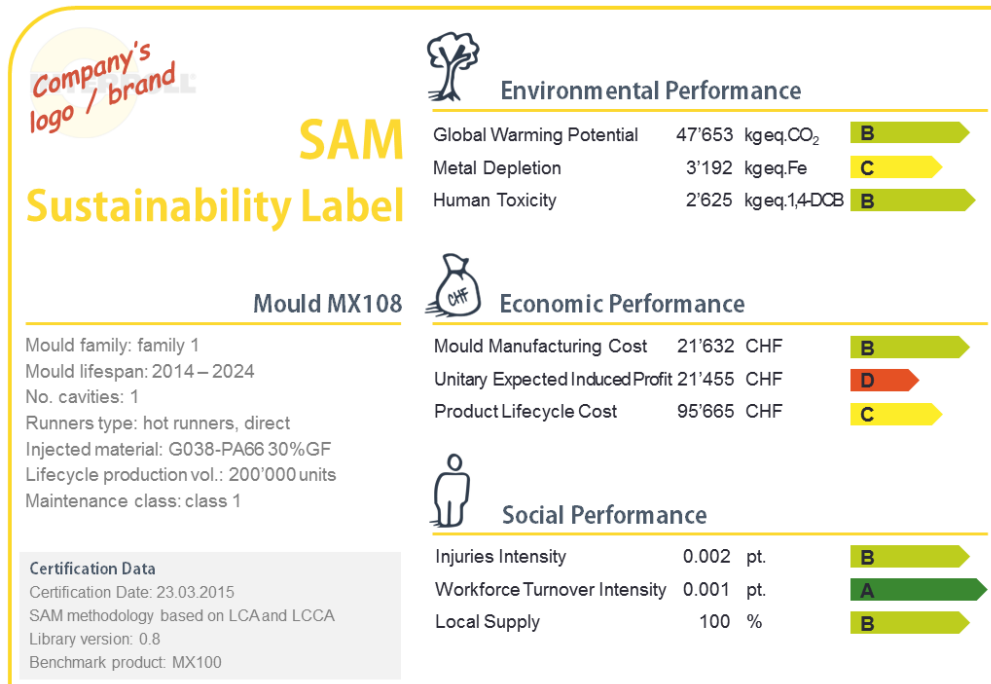 Company's
logo / brand
SAM
Sustainability Label
Mould MX108
Mould family: family 1
Mould lifespan: 2014 – 2024
No. cavities: 1
Runners type: hot runners, direct
Injected material: G038-PA66 30%GF
Lifecycle production vol.: 200'000 units
Maintenance class: class 1
Certification Data
Certification Date: 23.03.2015
SAM methodology based on LCA and LCCA
Library version: 0.8
Benchmark product: MX100
Environmental Performance
Global Warming Potential 47'653 kg eq.CO₂ B
Metal Depletion 3'192 kg eq.Fe C
Human Toxicity 2'625 kg eq.1,4-DCB B
CHF
Economic Performance
Mould Manufacturing Cost 21'632 CHF B
Unitary Expected Induced Profit 21'455 CHF D
Product Lifecycle Cost 95'665 CHF C
Social Performance
Injuries Intensity 0.002 pt. B
Workforce Turnover Intensity 0.001 pt. A
Local Supply 100 % B